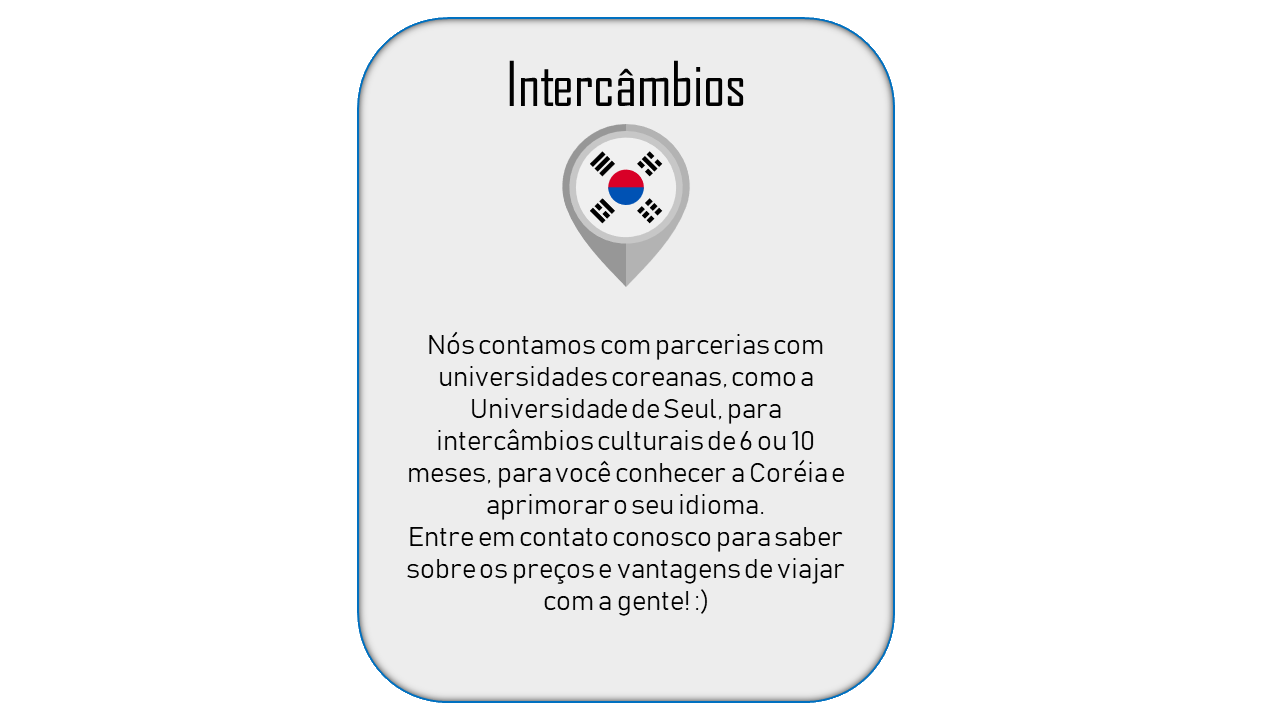 Intercâmbios
Nós contamos com parcerias com
universidades coreanas, como a
Universidade de Seul, para
intercâmbios culturais de 6 ou 10
meses, para você conhecer a Coréia e
aprimorar o seu idioma.
Entre em contato conosco para saber
sobre os preços e vantagens de viajar
com a gente! :)